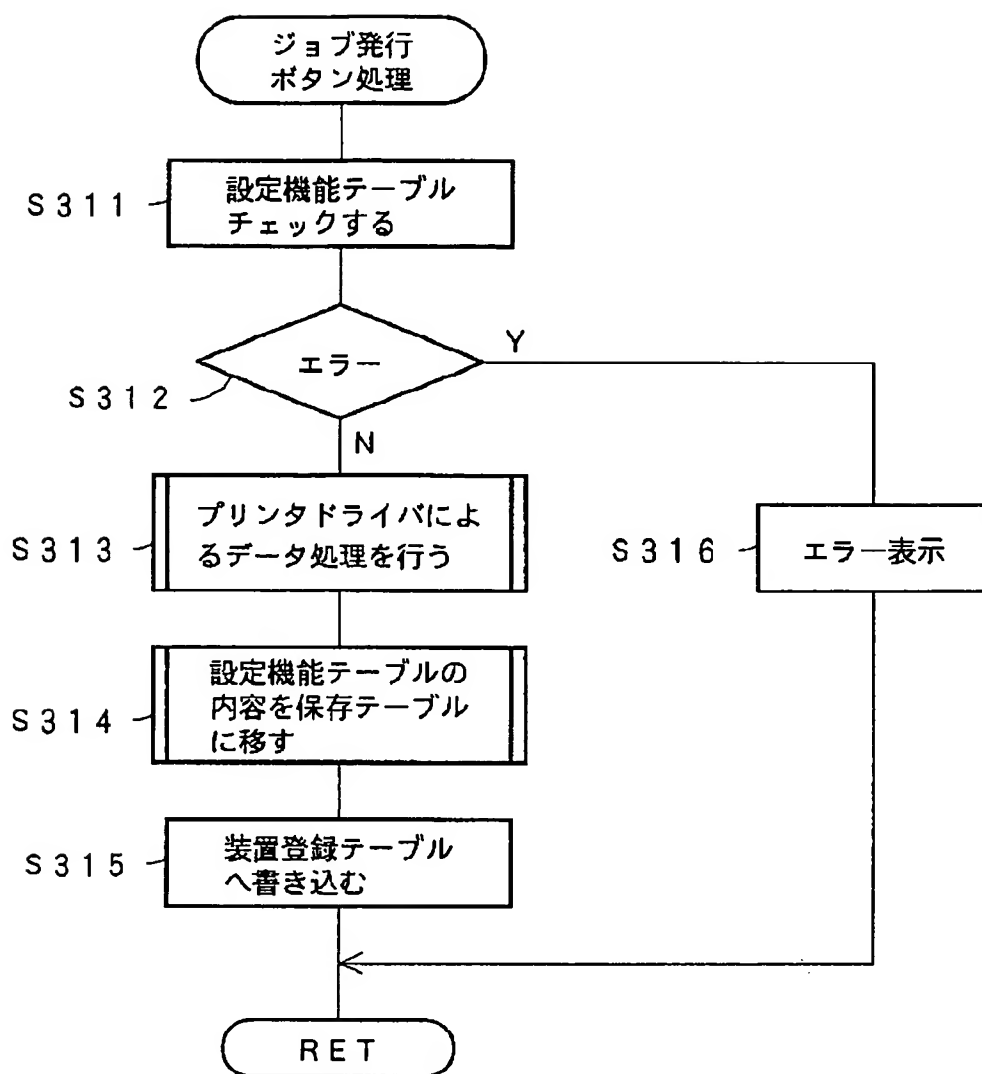 ジョブ発行
ボタン処理
S311
設定機能テーブル
チェックする
エラー
Y
S312
N
S313
プリンタドライバによ
るデータ処理を行う
S316
エラー表示
S314
設定機能テーブルの
内容を保存テーブル
に移す
S315
装置登録テーブル
へ書き込む
RET